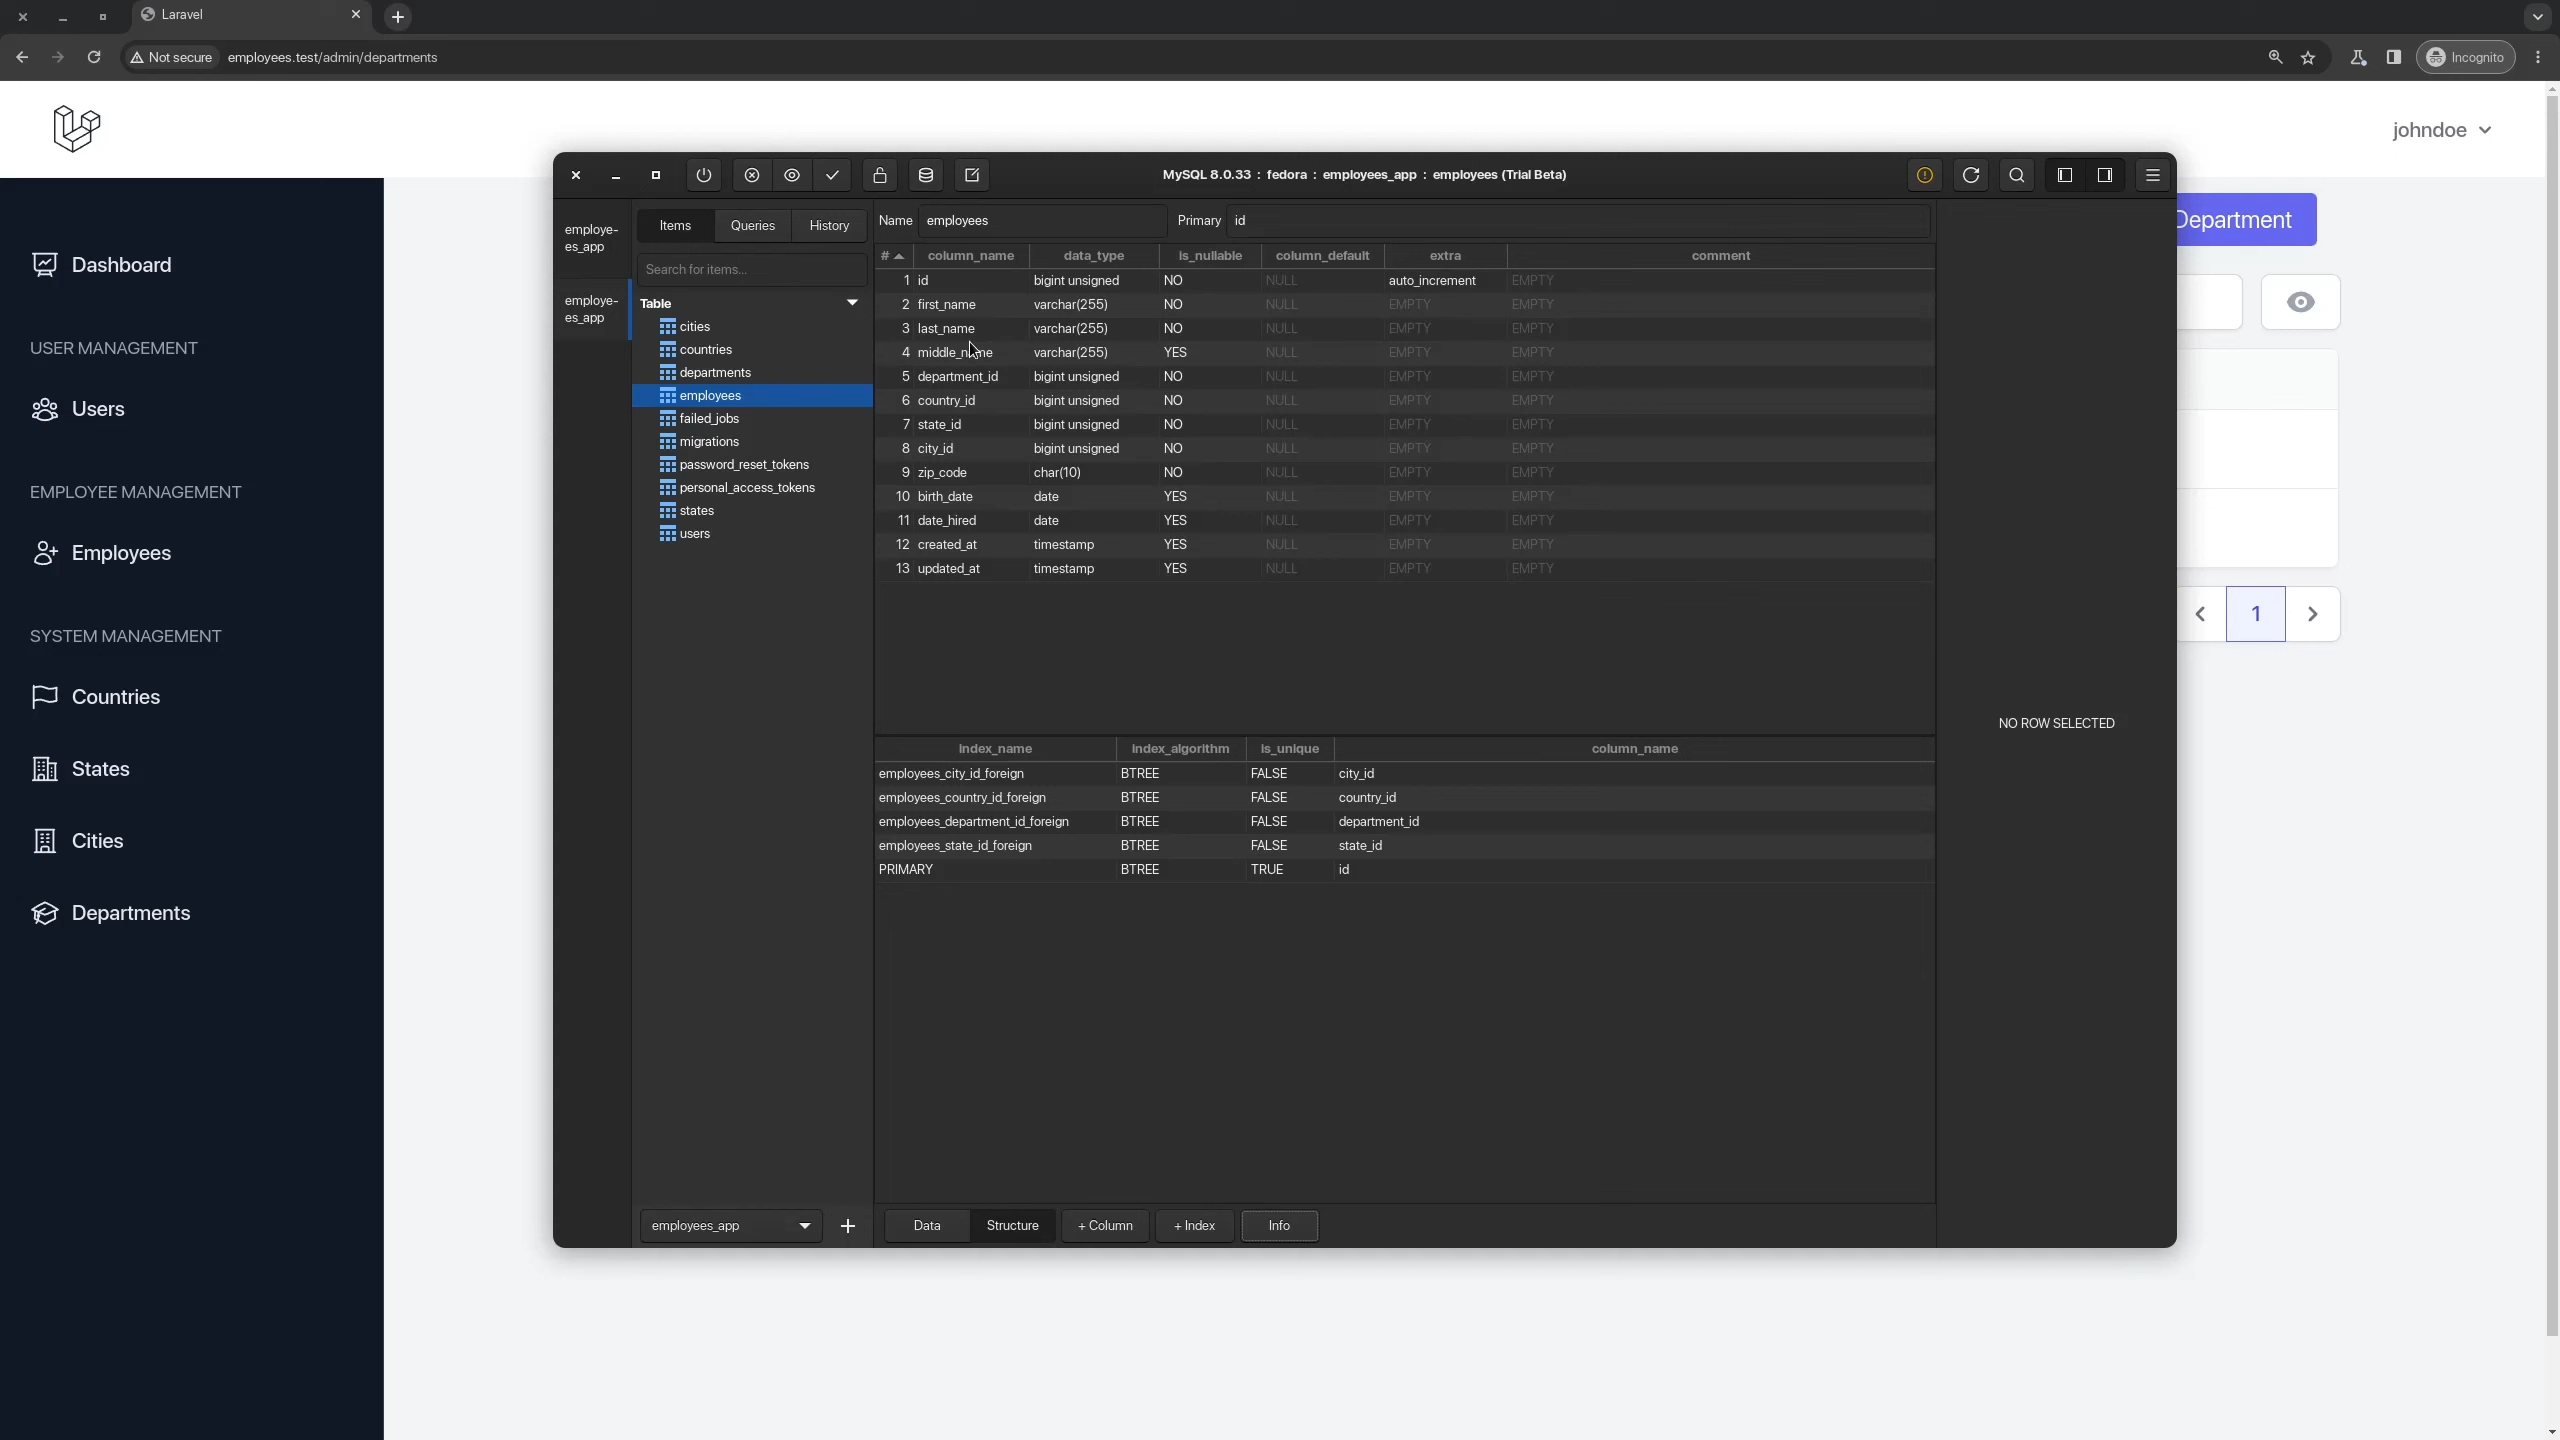 Laravel
Not secure employees.test/admin/departments Incognito
johndoe
Dashboard
USER MANAGEMENT
Users
EMPLOYEE MANAGEMENT
Employees
SYSTEM MANAGEMENT
Countries
States
Cities
Departments
MySQL 8.0.33 : fedora : employees_app : employees (Trial Beta)
employe-
es_app
employe-
es_app
Items Queries History
Search for items...
Table
cities
countries
departments
employees
failed_jobs
migrations
password_reset_tokens
personal_access_tokens
states
users
employees_app
Name employees Primary id
# column_name data_type is_nullable column_default extra comment
1 id bigint unsigned NO NULL auto_increment EMPTY
2 first_name varchar(255) NO NULL EMPTY EMPTY
3 last_name varchar(255) NO NULL EMPTY EMPTY
4 middle_name varchar(255) YES NULL EMPTY EMPTY
5 department_id bigint unsigned NO NULL EMPTY EMPTY
6 country_id bigint unsigned NO NULL EMPTY EMPTY
7 state_id bigint unsigned NO NULL EMPTY EMPTY
8 city_id bigint unsigned NO NULL EMPTY EMPTY
9 zip_code char(10) NO NULL EMPTY EMPTY
10 birth_date date YES NULL EMPTY EMPTY
11 date_hired date YES NULL EMPTY EMPTY
12 created_at timestamp YES NULL EMPTY EMPTY
13 updated_at timestamp YES NULL EMPTY EMPTY
index_name index_algorithm is_unique column_name
employees_city_id_foreign BTREE FALSE city_id
employees_country_id_foreign BTREE FALSE country_id
employees_department_id_foreign BTREE FALSE department_id
employees_state_id_foreign BTREE FALSE state_id
PRIMARY BTREE TRUE id
Data Structure + Column + Index Info
NO ROW SELECTED
Department
1